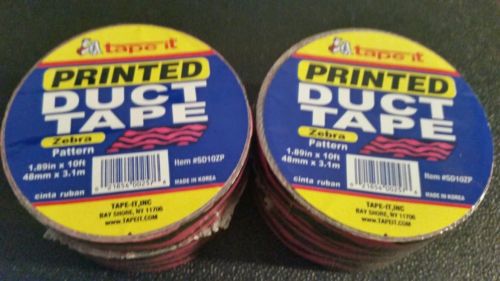 tape it
PRINTED
DUCT
TAPE
Zebra
Pattern
1.89in x 10ft
48mm x 3.1m
Item #SD10ZP
MADE IN KOREA
cinta ruban
TAPE-IT, INC
BAY SHORE, NY 11706
www.TAPEIT.COM
tape it
PRINTED
DUCT
TAPE
Zebra
Pattern
1.89in x 10ft
48mm x 3.1m
Item #SD10ZP
MADE IN KOREA
cinta ruban
TAPE-IT, INC
BAY SHORE, NY 11706
www.TAPEIT.COM